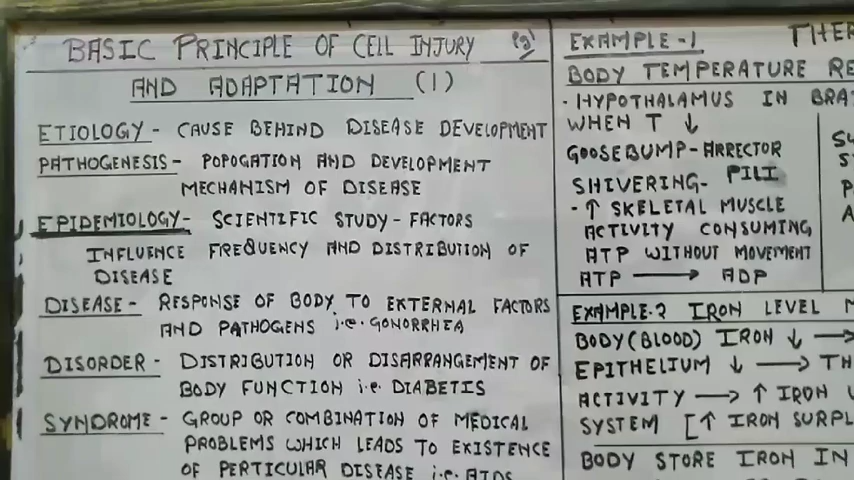 BASIC PRINCIPLE OF CELL INJURY
AND ADAPTATION (1)
ETIOLOGY - CAUSE BEHIND DISEASE DEVELOPMENT
PATHOGENESIS - POPOGATION AND DEVELOPMENT
MECHANISM OF DISEASE
EPIDEMIOLOGY - SCIENTIFIC STUDY - FACTORS
INFLUENCE FREQUENCY AND DISTRIBUTION OF
DISEASE
DISEASE - RESPONSE OF BODY TO EXTERNAL FACTORS
AND PATHOGENS i.e. GONORRHEA
DISORDER - DISTRIBUTION OR DISARRANGEMENT OF
BODY FUNCTION i.e. DIABETIS
SYNDROME - GROUP OR COMBINATION OF MEDICAL
PROBLEMS WHICH LEADS TO EXISTENCE
OF PERTICULAR DISEASE i.e. AIDS
EXAMPLE-1
BODY TEMPERATURE
- HYPOTHALAMUS IN
WHEN T ↓
GOOSEBUMP - ARRECTOR
PILI
SHIVERING -
- ↑ SKELETAL MUSCLE
ACTIVITY CONSUMING
ATP WITHOUT MOVEMENT
ATP → ADP
EXAMPLE-2 IRON LEVEL
BODY (BLOOD) IRON ↓ →
EPITHELIUM ↓ →
ACTIVITY → ↑ IRON
SYSTEM [↑ IRON
BODY STORE IRON IN